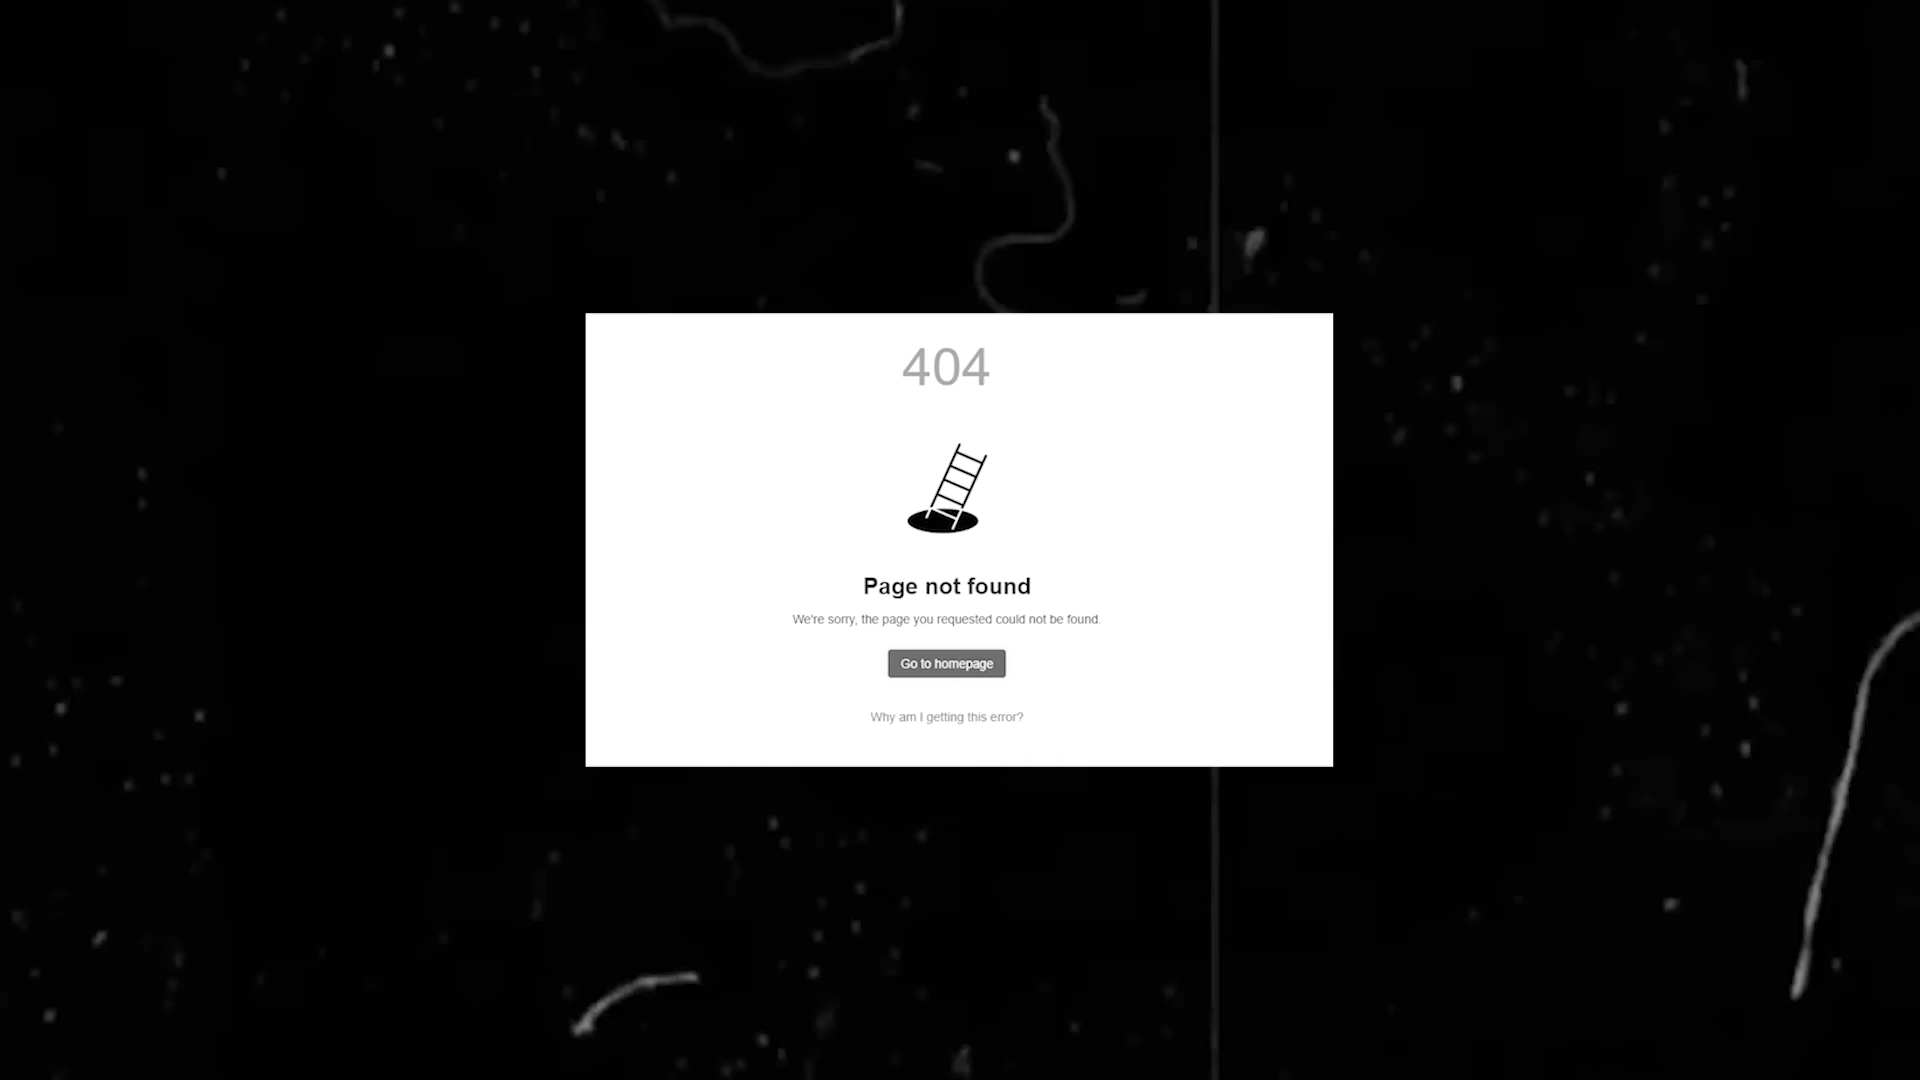 404
Page not found
We're sorry, the page you requested could not be found.
Go to homepage
Why am I getting this error?